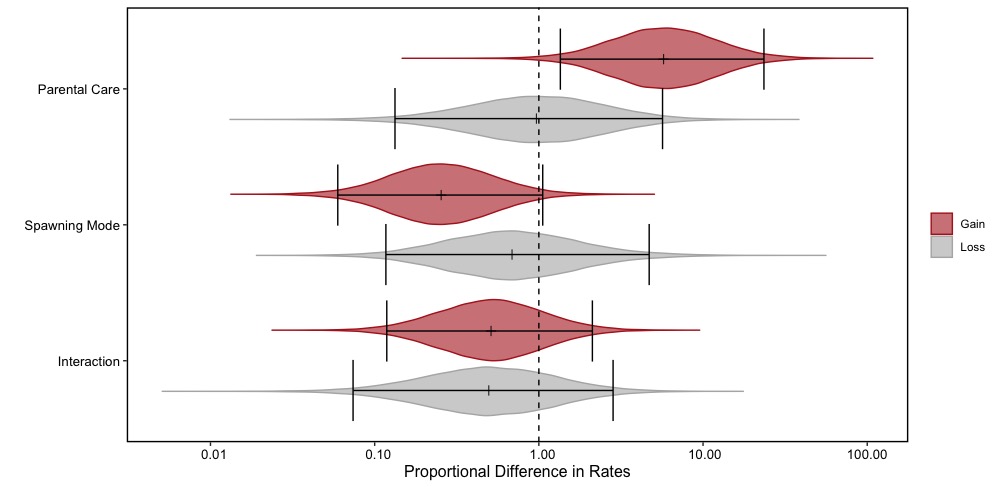 Parental Care
Spawning Mode
Interaction
Gain
Loss
0.01 0.10 1.00 10.00 100.00
Proportional Difference in Rates